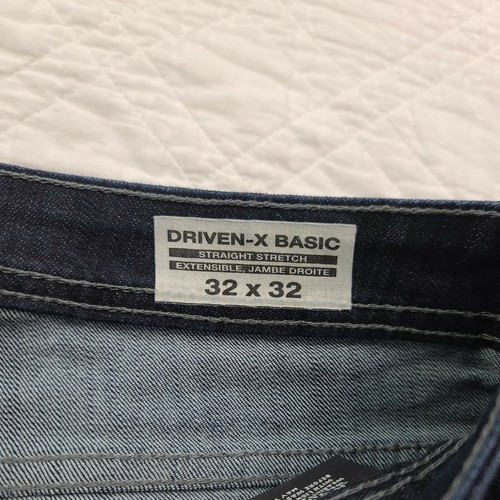 DRIVEN-X BASIC
STRAIGHT STRETCH
EXTENSIBLE, JAMBE DROITE
32 x 32